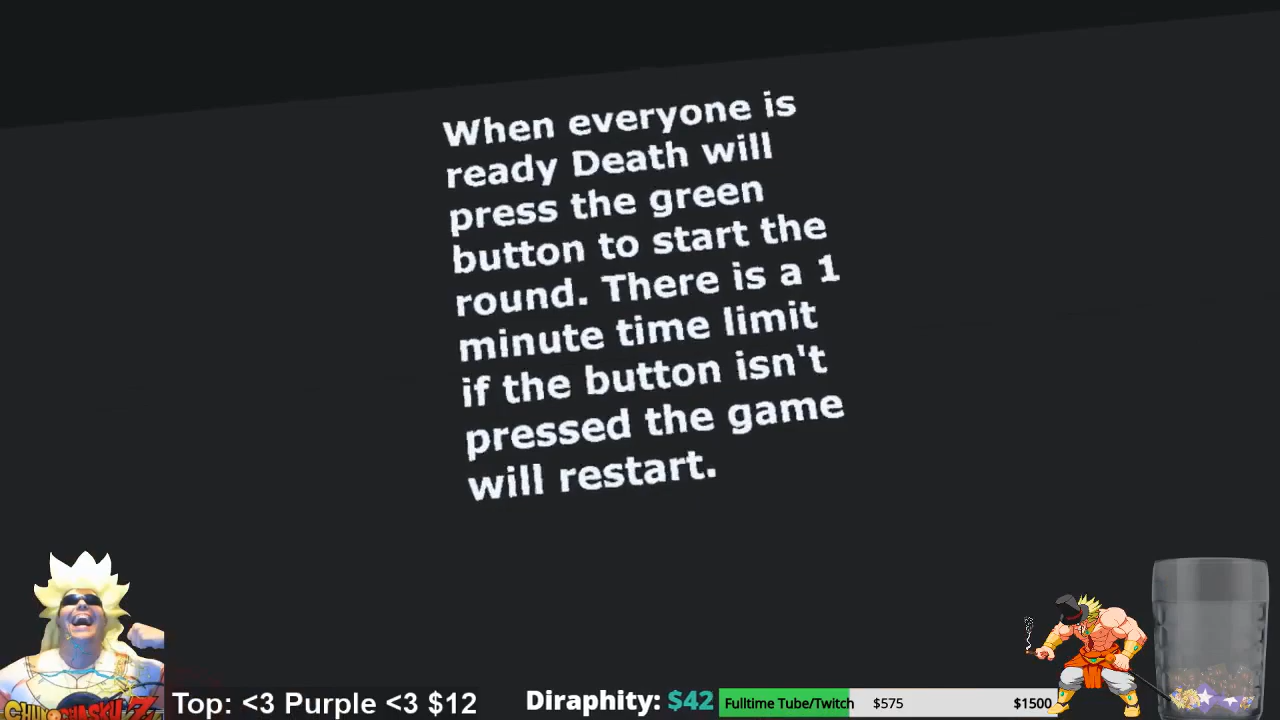 When everyone is
ready Death will
press the green
button to start the
round. There is a 1
minute time limit
if the button isn't
pressed the game
will restart.
Top: <3 Purple <3 $12
Diraphity: $42
Fulltime Tube/Twitch $575 $1500